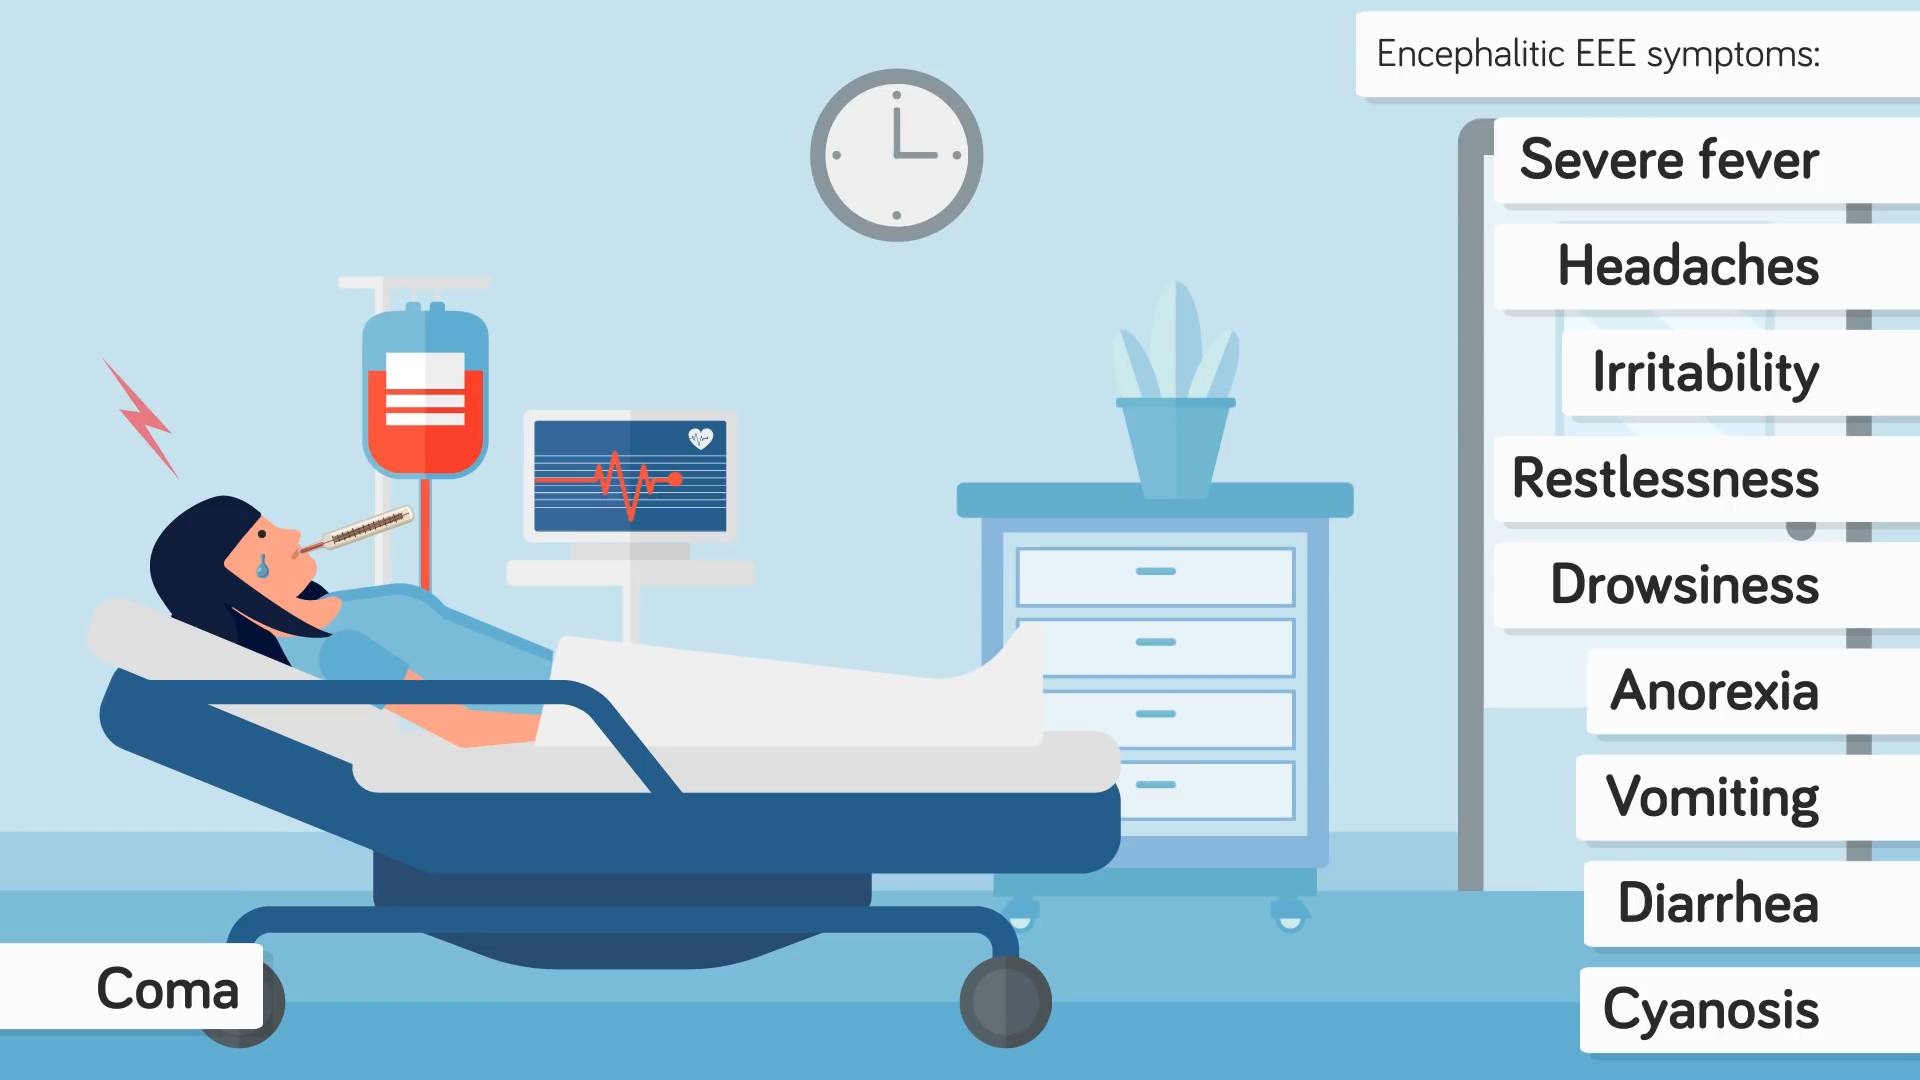 Encephalitic EEE symptoms:
Severe fever
Headaches
Irritability
Restlessness
Drowsiness
Anorexia
Vomiting
Diarrhea
Cyanosis
Coma